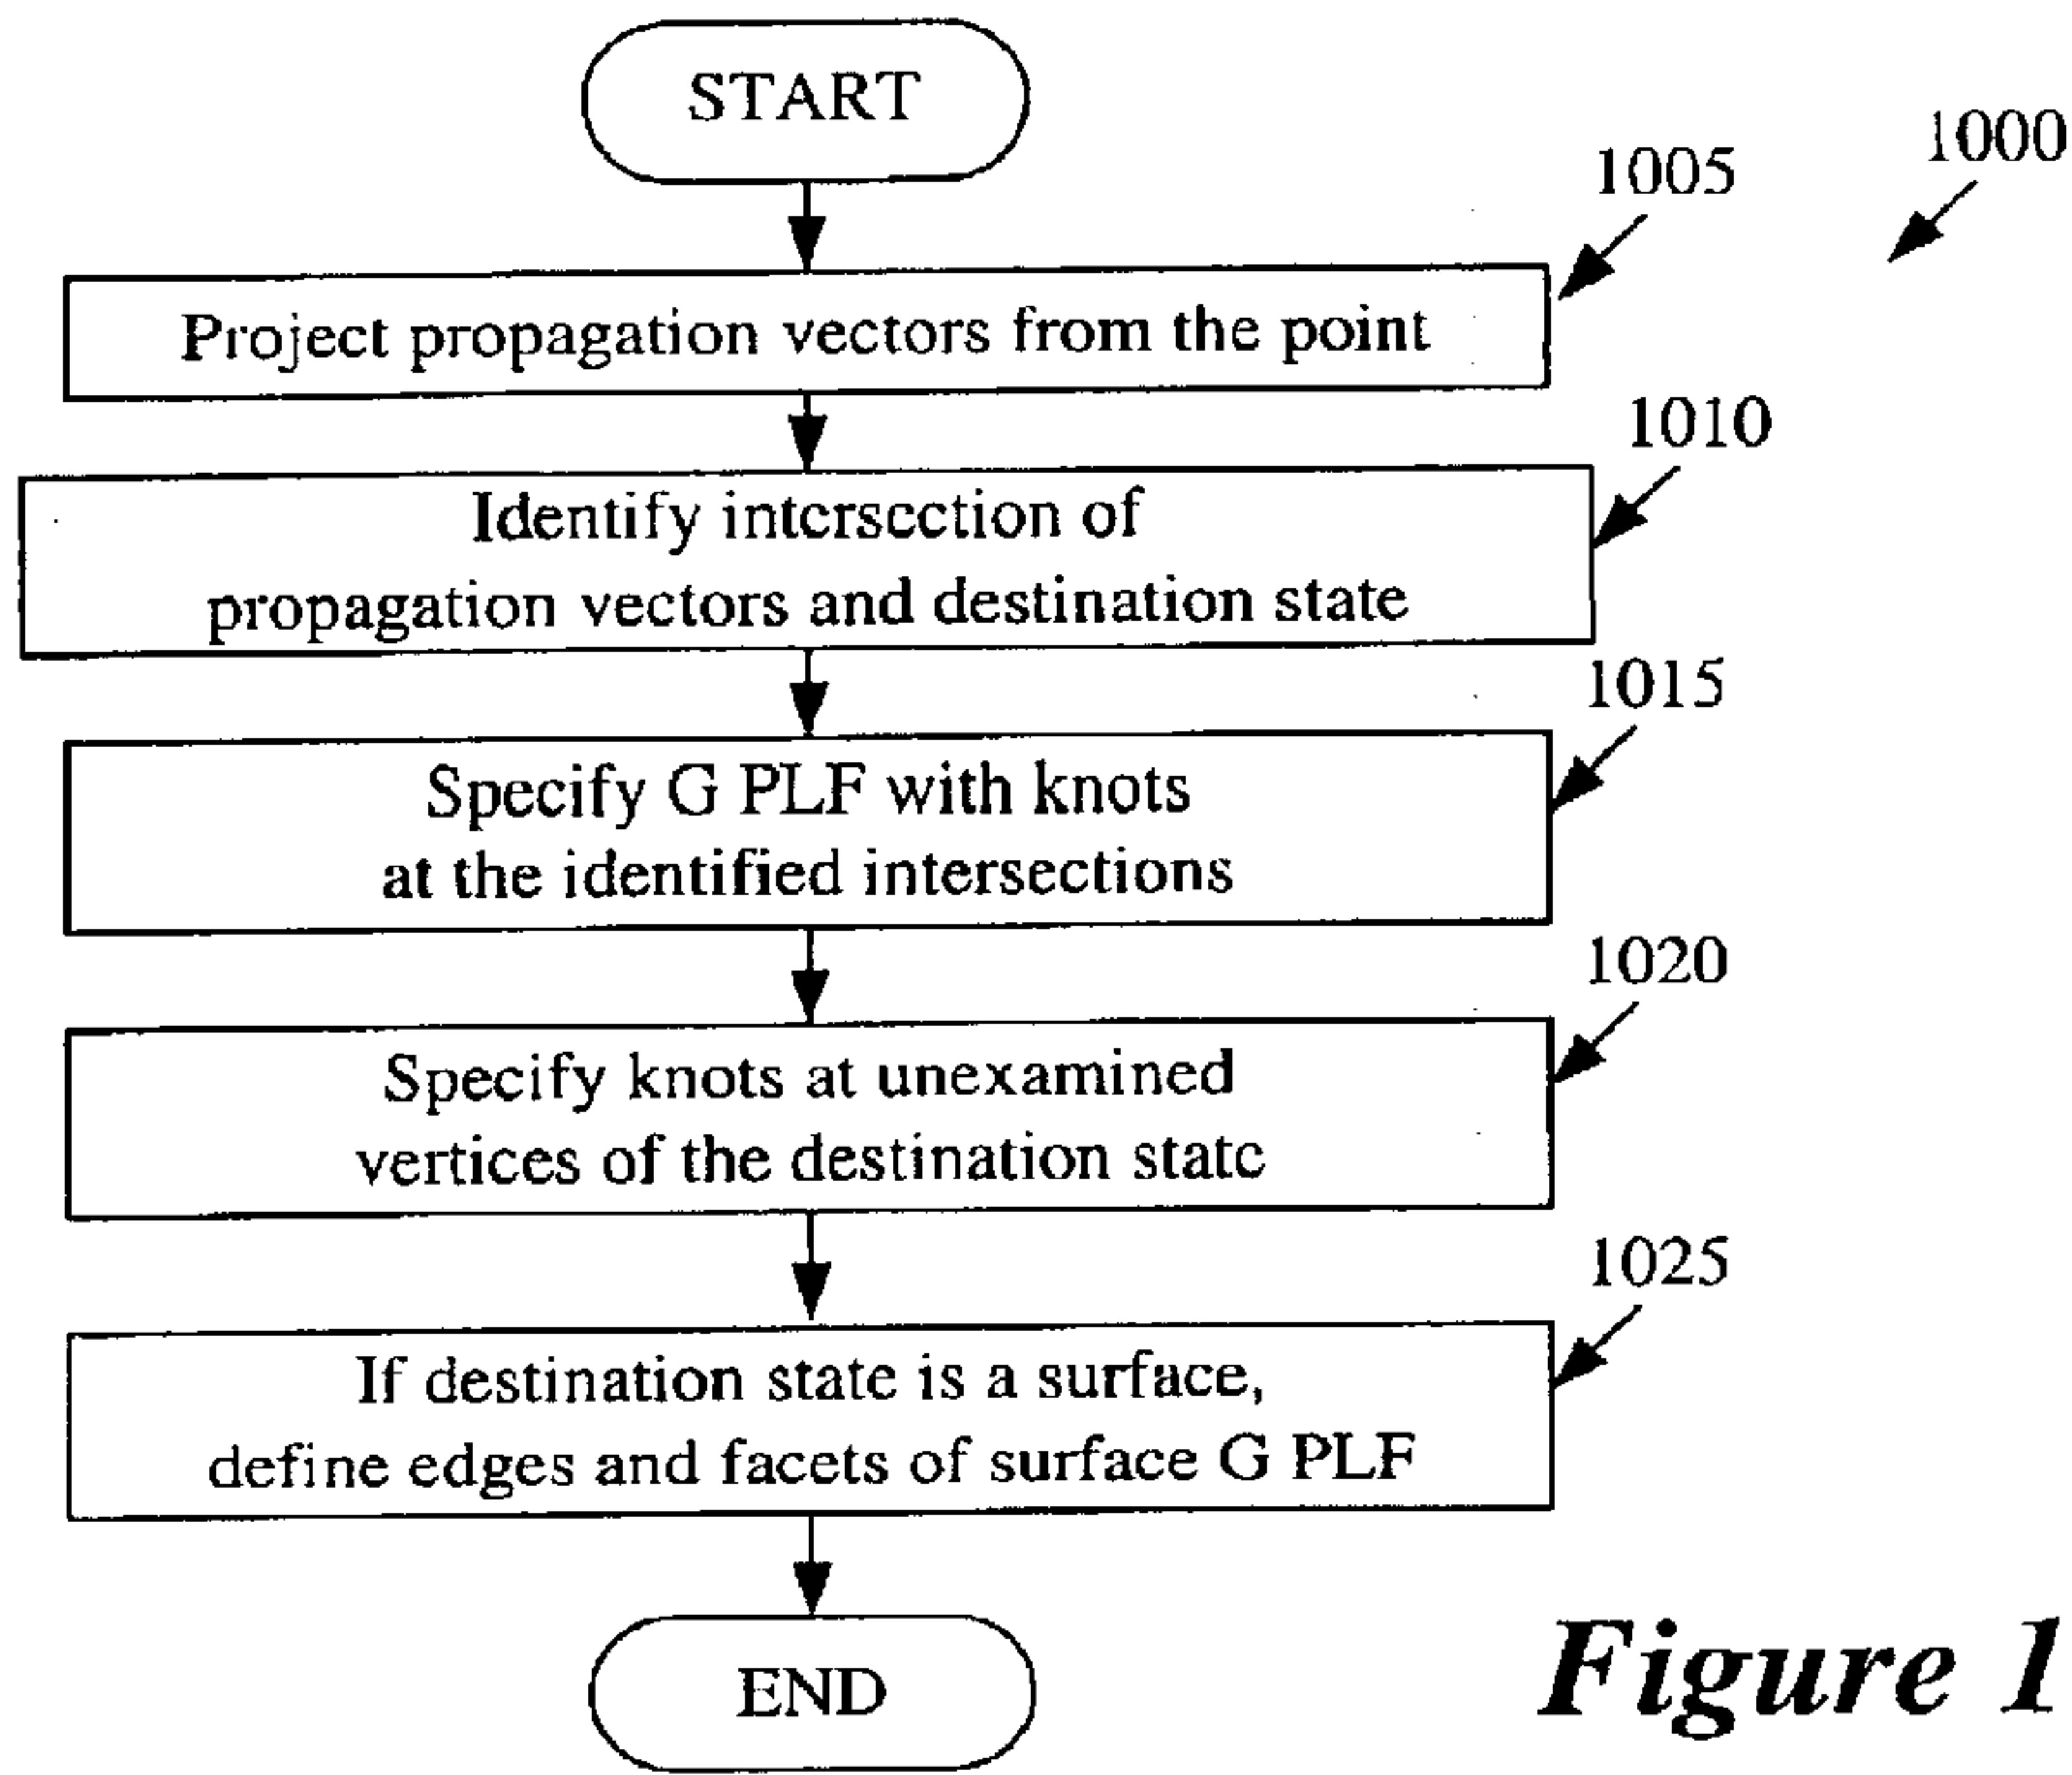 START
1000
1005
Project propagation vectors from the point
1010
Identify intersection of
propagation vectors and destination state
1015
Specify G PLF with knots
at the identified intersections
1020
Specify knots at unexamined
vertices of the destination state
1025
If destination state is a surface,
define edges and facets of surface G PLF
END
Figure 1